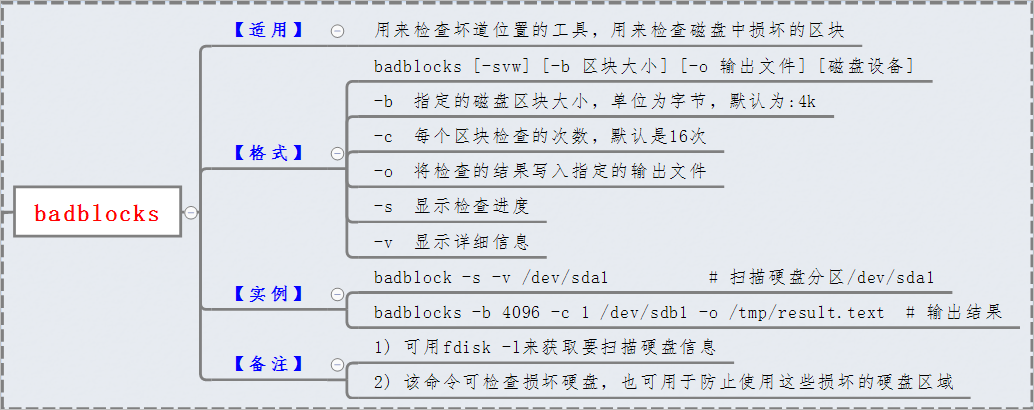 badblocks
【适用】
用来检查坏道位置的工具，用来检查磁盘中损坏的区块
【格式】
badblocks [-svw] [-b 区块大小] [-o 输出文件] [磁盘设备]
-b 指定的磁盘区块大小，单位为字节，默认为:4k
-c 每个区块检查的次数，默认是16次
-o 将检查的结果写入指定的输出文件
-s 显示检查进度
-v 显示详细信息
【实例】
badblock -s -v /dev/sda1 # 扫描硬盘分区/dev/sda1
badblocks -b 4096 -c 1 /dev/sdb1 -o /tmp/result.text # 输出结果
【备注】
1) 可用fdisk -l来获取要扫描硬盘信息
2) 该命令可检查损坏硬盘，也可用于防止使用这些损坏的硬盘区域